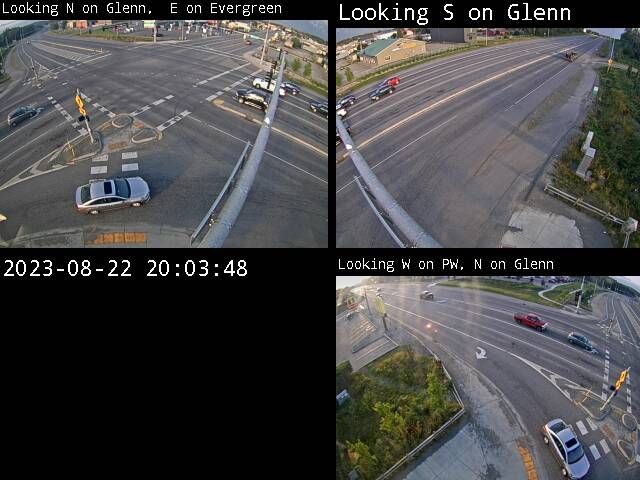 Looking N on Glenn,  E on Evergreen
Looking S on Glenn
2023-08-22 20:03:48
Looking W on PW, N on Glenn